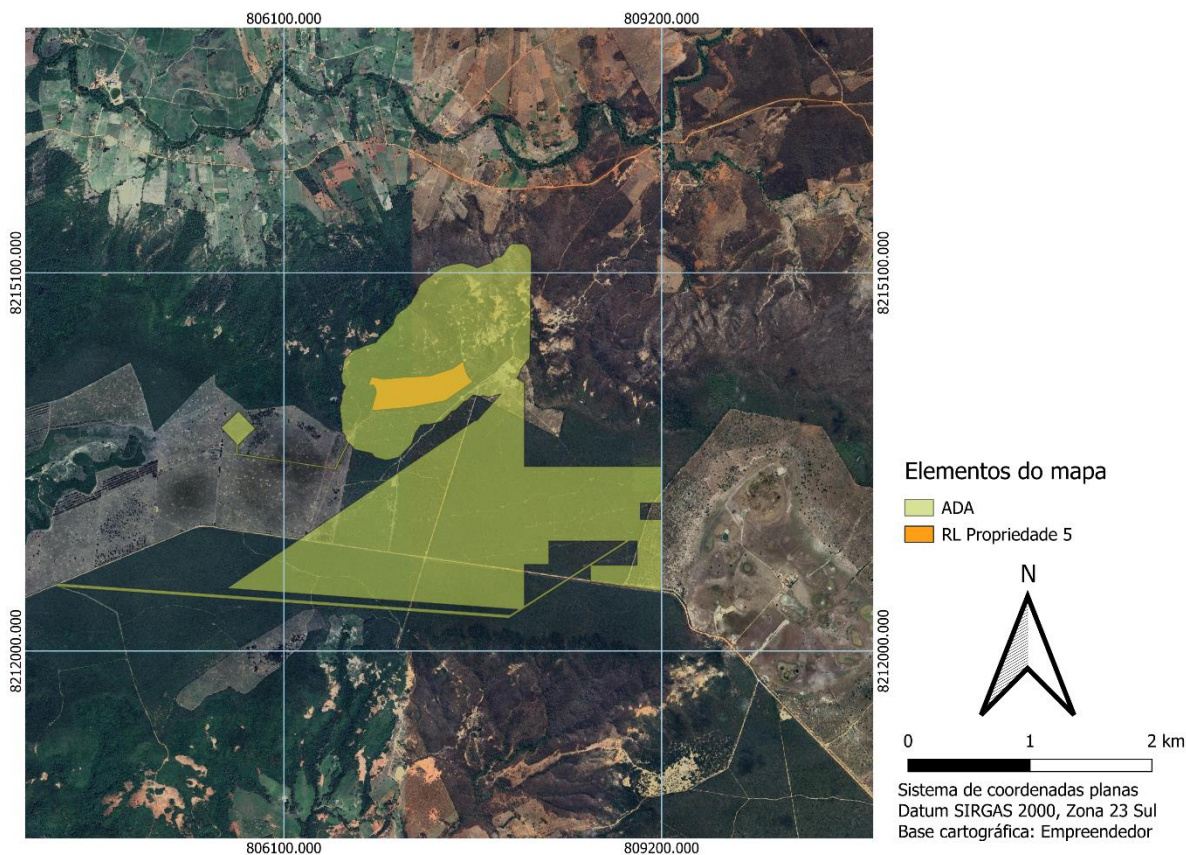 806100.000
809200.000
8215100.000
8215100.000
Elementos do mapa
ADA
RL Propriedade 5
N
8212000.000
8212000.000
0 1 2 km
Sistema de coordenadas planas
Datum SIRGAS 2000, Zona 23 Sul
Base cartográfica: Empreendedor
806100.000
809200.000